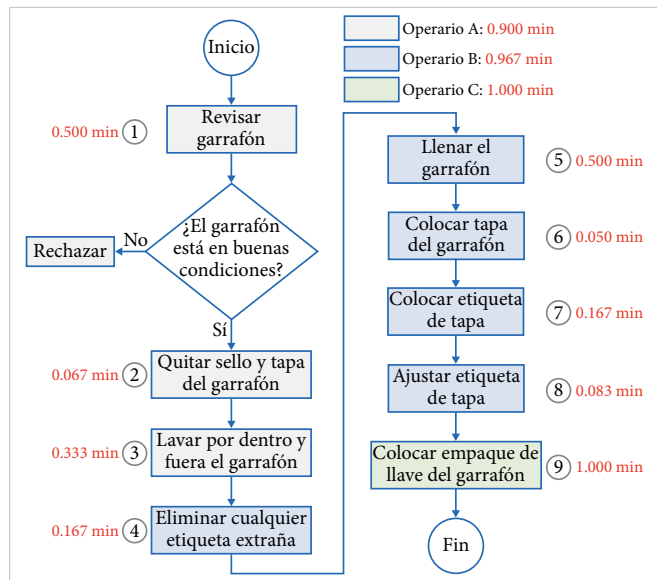 Inicio
0.500 min 1
Revisar
garrafón
¿El garrafón
está en buenas
condiciones?
No
Rechazar
Sí
0.067 min 2
Quitar sello y tapa
del garrafón
0.333 min 3
Lavar por dentro y
fuera el garrafón
0.167 min 4
Eliminar cualquier
etiqueta extraña
Operario A: 0.900 min
Operario B: 0.967 min
Operario C: 1.000 min
Llenar el
garrafón
5 0.500 min
Colocar tapa
del garrafón
6 0.050 min
Colocar etiqueta
de tapa
7 0.167 min
Ajustar etiqueta
de tapa
8 0.083 min
Colocar empaque de
llave del garrafón
9 1.000 min
Fin